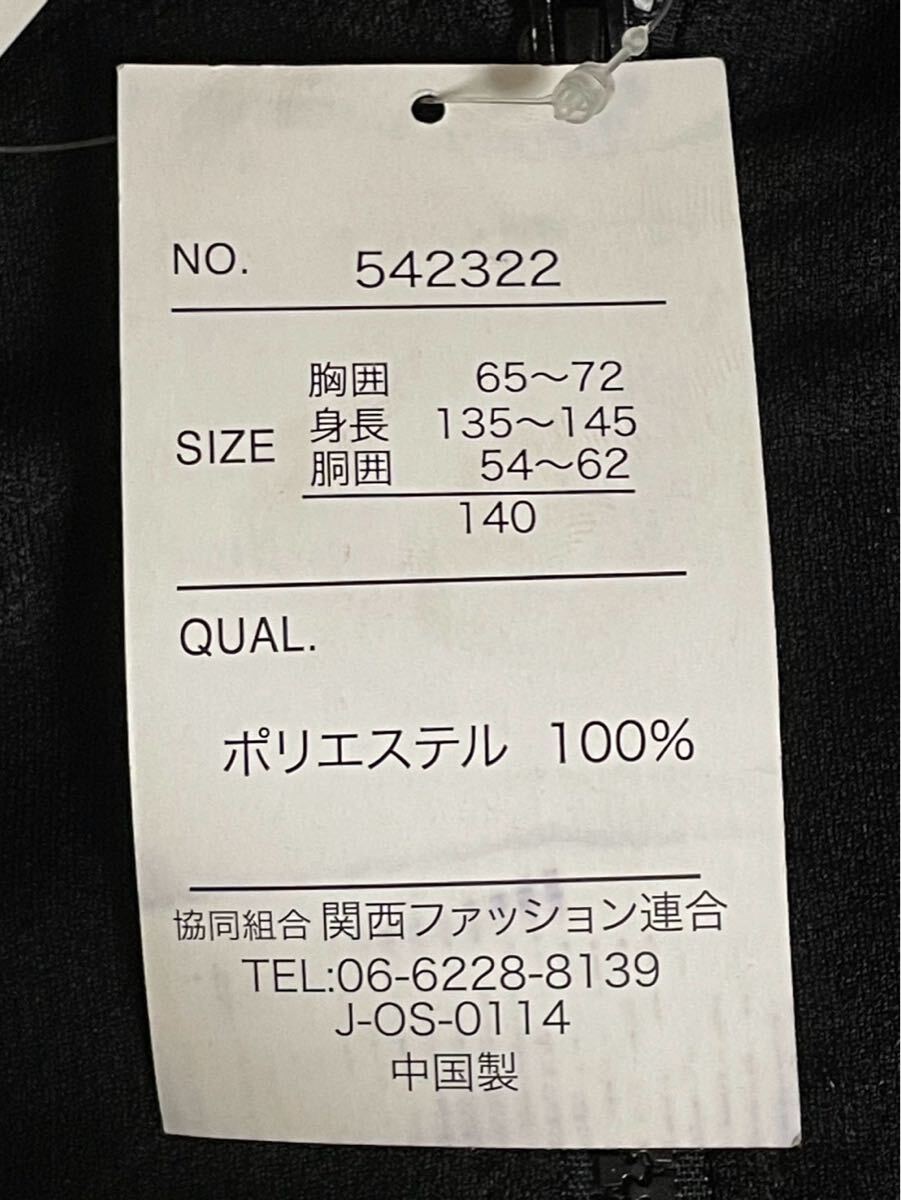 NO. 542322
胸囲 65〜72
SIZE 身長 135〜145
胴囲 54〜62
140
QUAL.
ポリエステル 100%
協同組合 関西ファッション連合
TEL:06-6228-8139
J-OS-0114
中国製